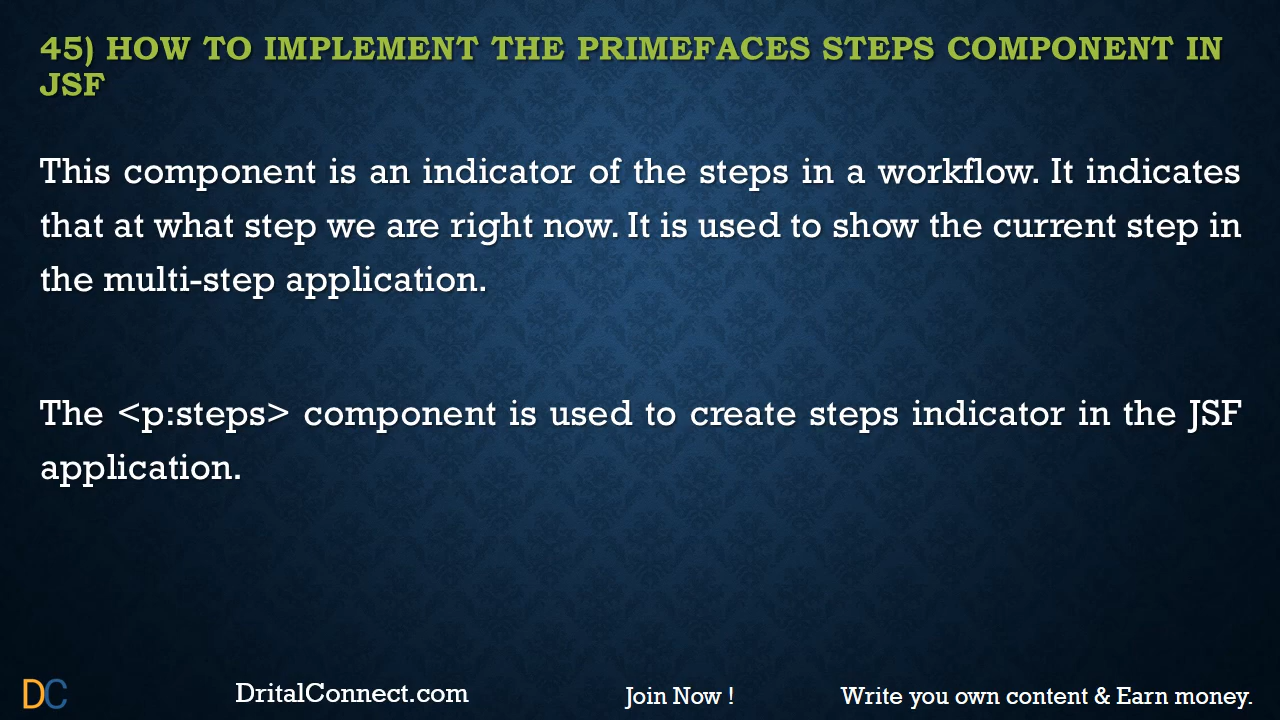 45) HOW TO IMPLEMENT THE PRIMEFACES STEPS COMPONENT IN
JSF
This component is an indicator of the steps in a workflow. It indicates
that at what step we are right now. It is used to show the current step in
the multi-step application.
The <p:steps> component is used to create steps indicator in the JSF
application.
DC
DritalConnect.com
Join Now !
Write you own content & Earn money.